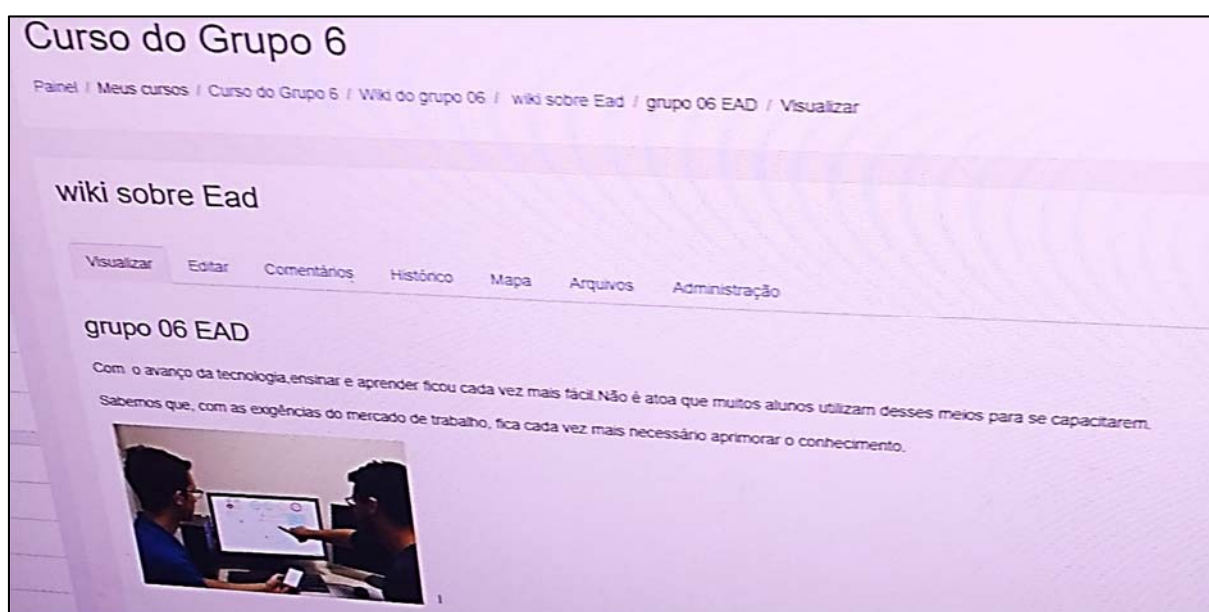 Curso do Grupo 6
Painel / Meus cursos / Curso do Grupo 6 / Wiki do grupo 06 / wiki sobre Ead / grupo 06 EAD / Visualizar
wiki sobre Ead
Visualizar Editar Comentários Histórico Mapa Arquivos Administração
grupo 06 EAD
Com o avanço da tecnologia,ensinar e aprender ficou cada vez mais fácil.Não é atoa que muitos alunos utilizam desses meios para se capacitarem.
Sabemos que, com as exigências do mercado de trabalho, fica cada vez mais necessário aprimorar o conhecimento.
1